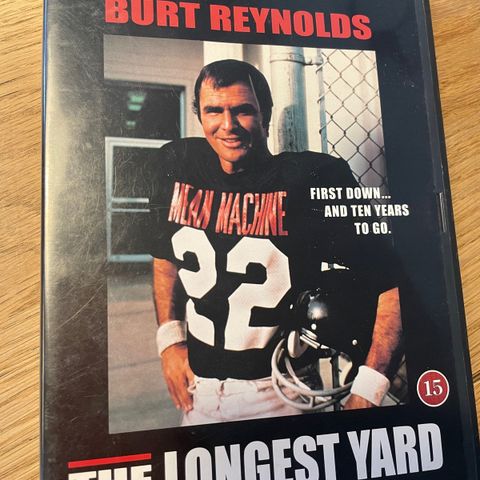 BURT REYNOLDS
MEAN MACHINE
22
FIRST DOWN...
AND TEN YEARS
TO GO.
15
THE LONGEST YARD